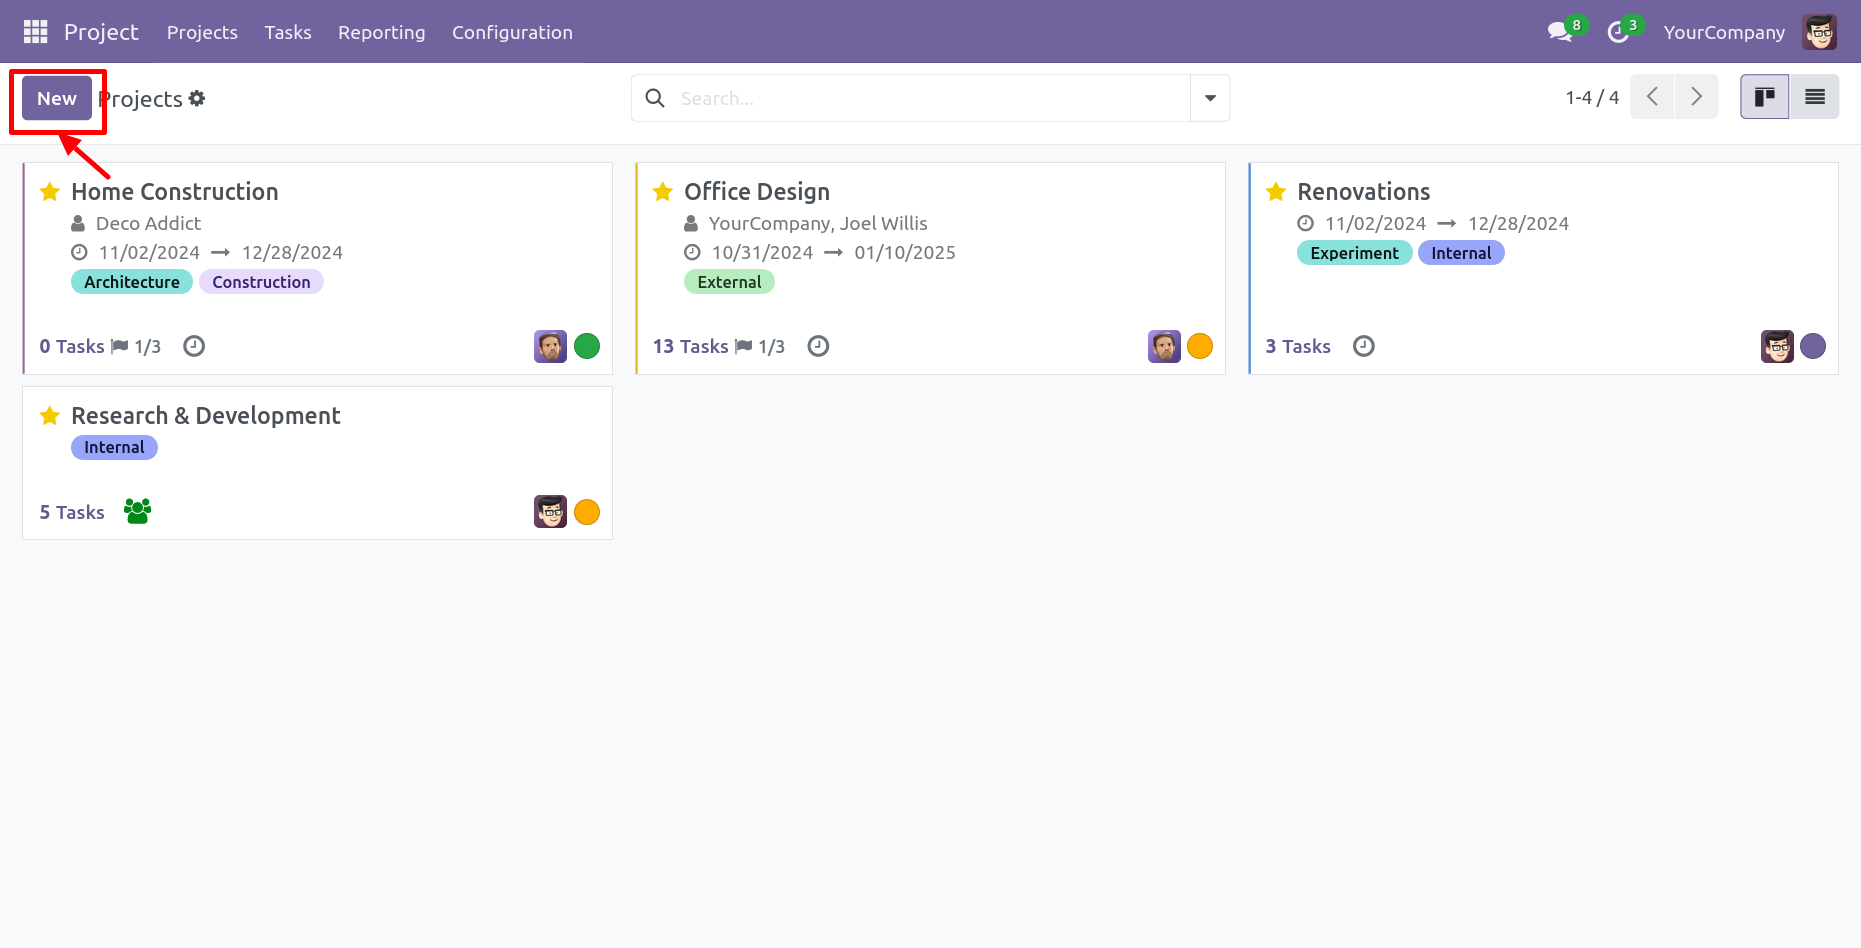 Project Projects Tasks Reporting Configuration 8 3 YourCompany
New Projects Search... 1-4 / 4
Home Construction
Deco Addict
11/02/2024 → 12/28/2024
Architecture Construction
0 Tasks 1/3
Office Design
YourCompany, Joel Willis
10/31/2024 → 01/10/2025
External
13 Tasks 1/3
Renovations
11/02/2024 → 12/28/2024
Experiment Internal
3 Tasks
Research & Development
Internal
5 Tasks